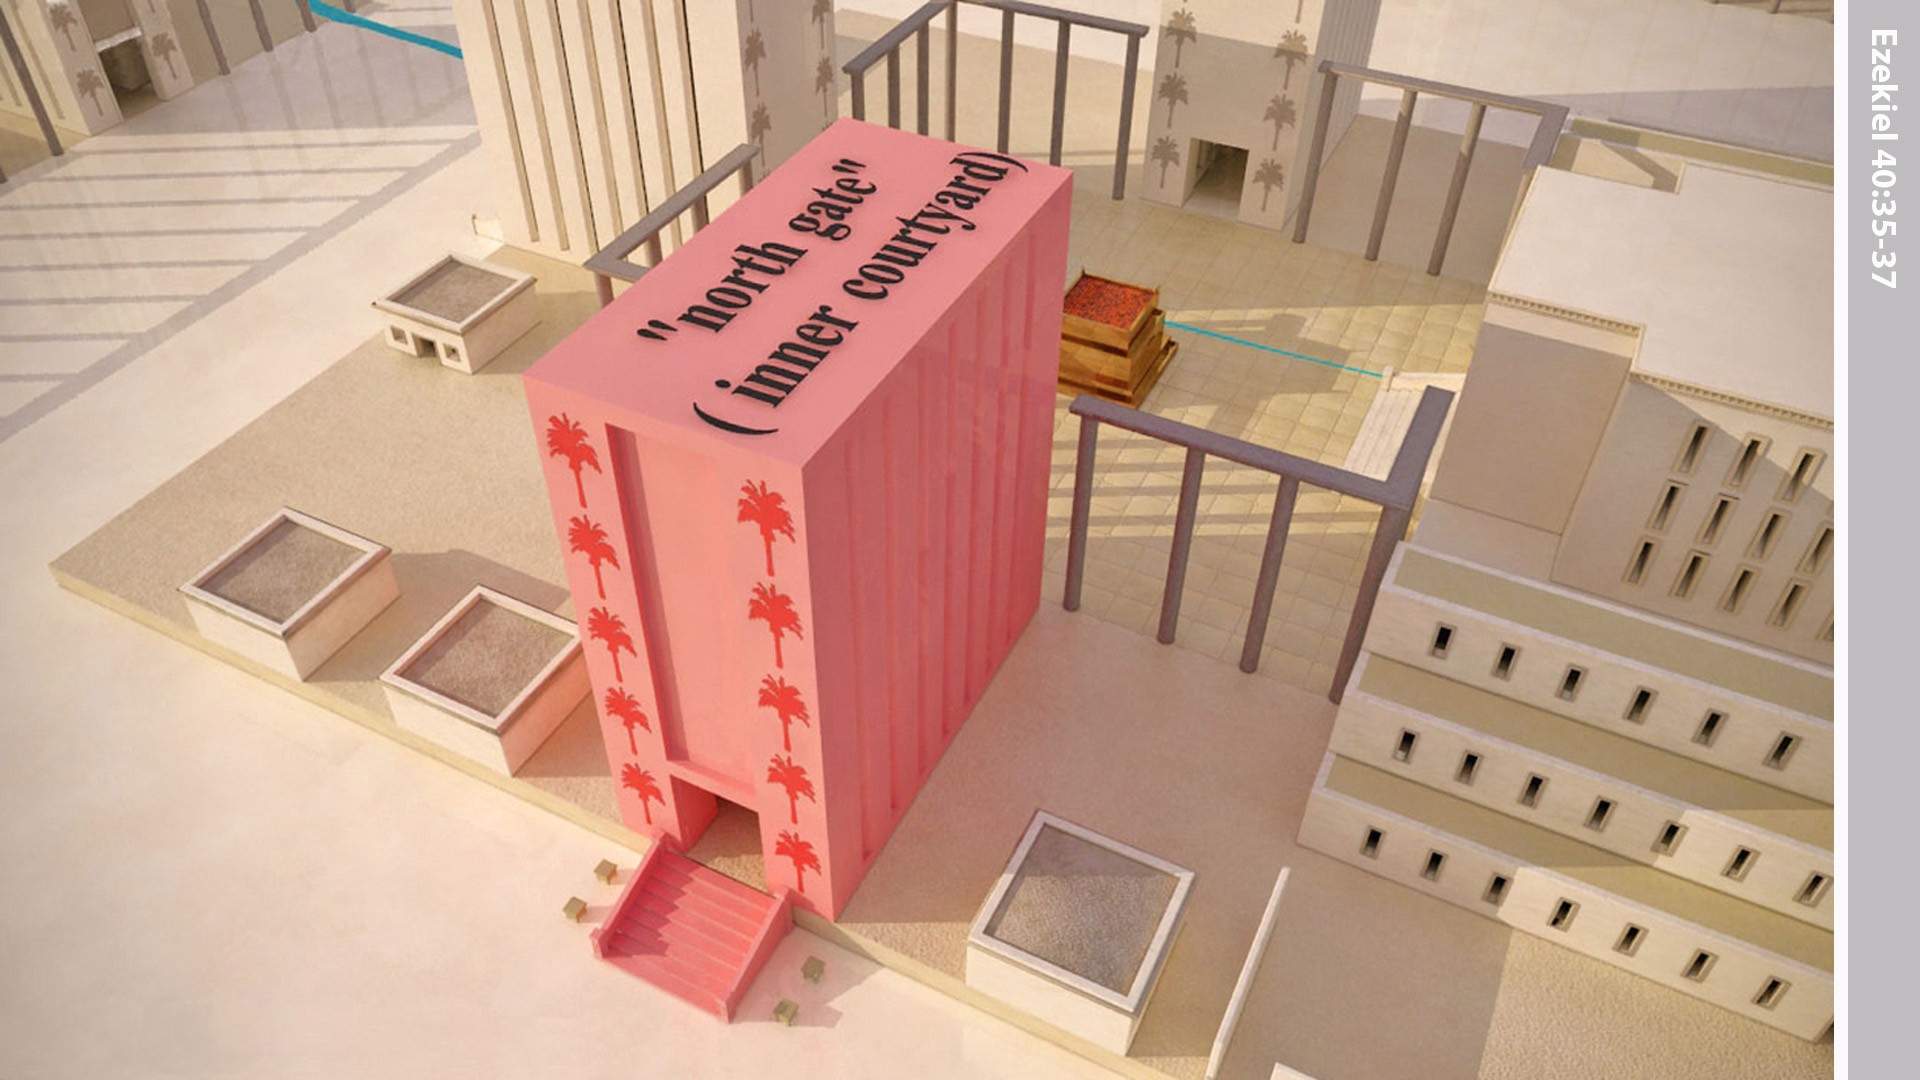 "north gate"
( inner courtyard)
Ezekiel 40:35-37